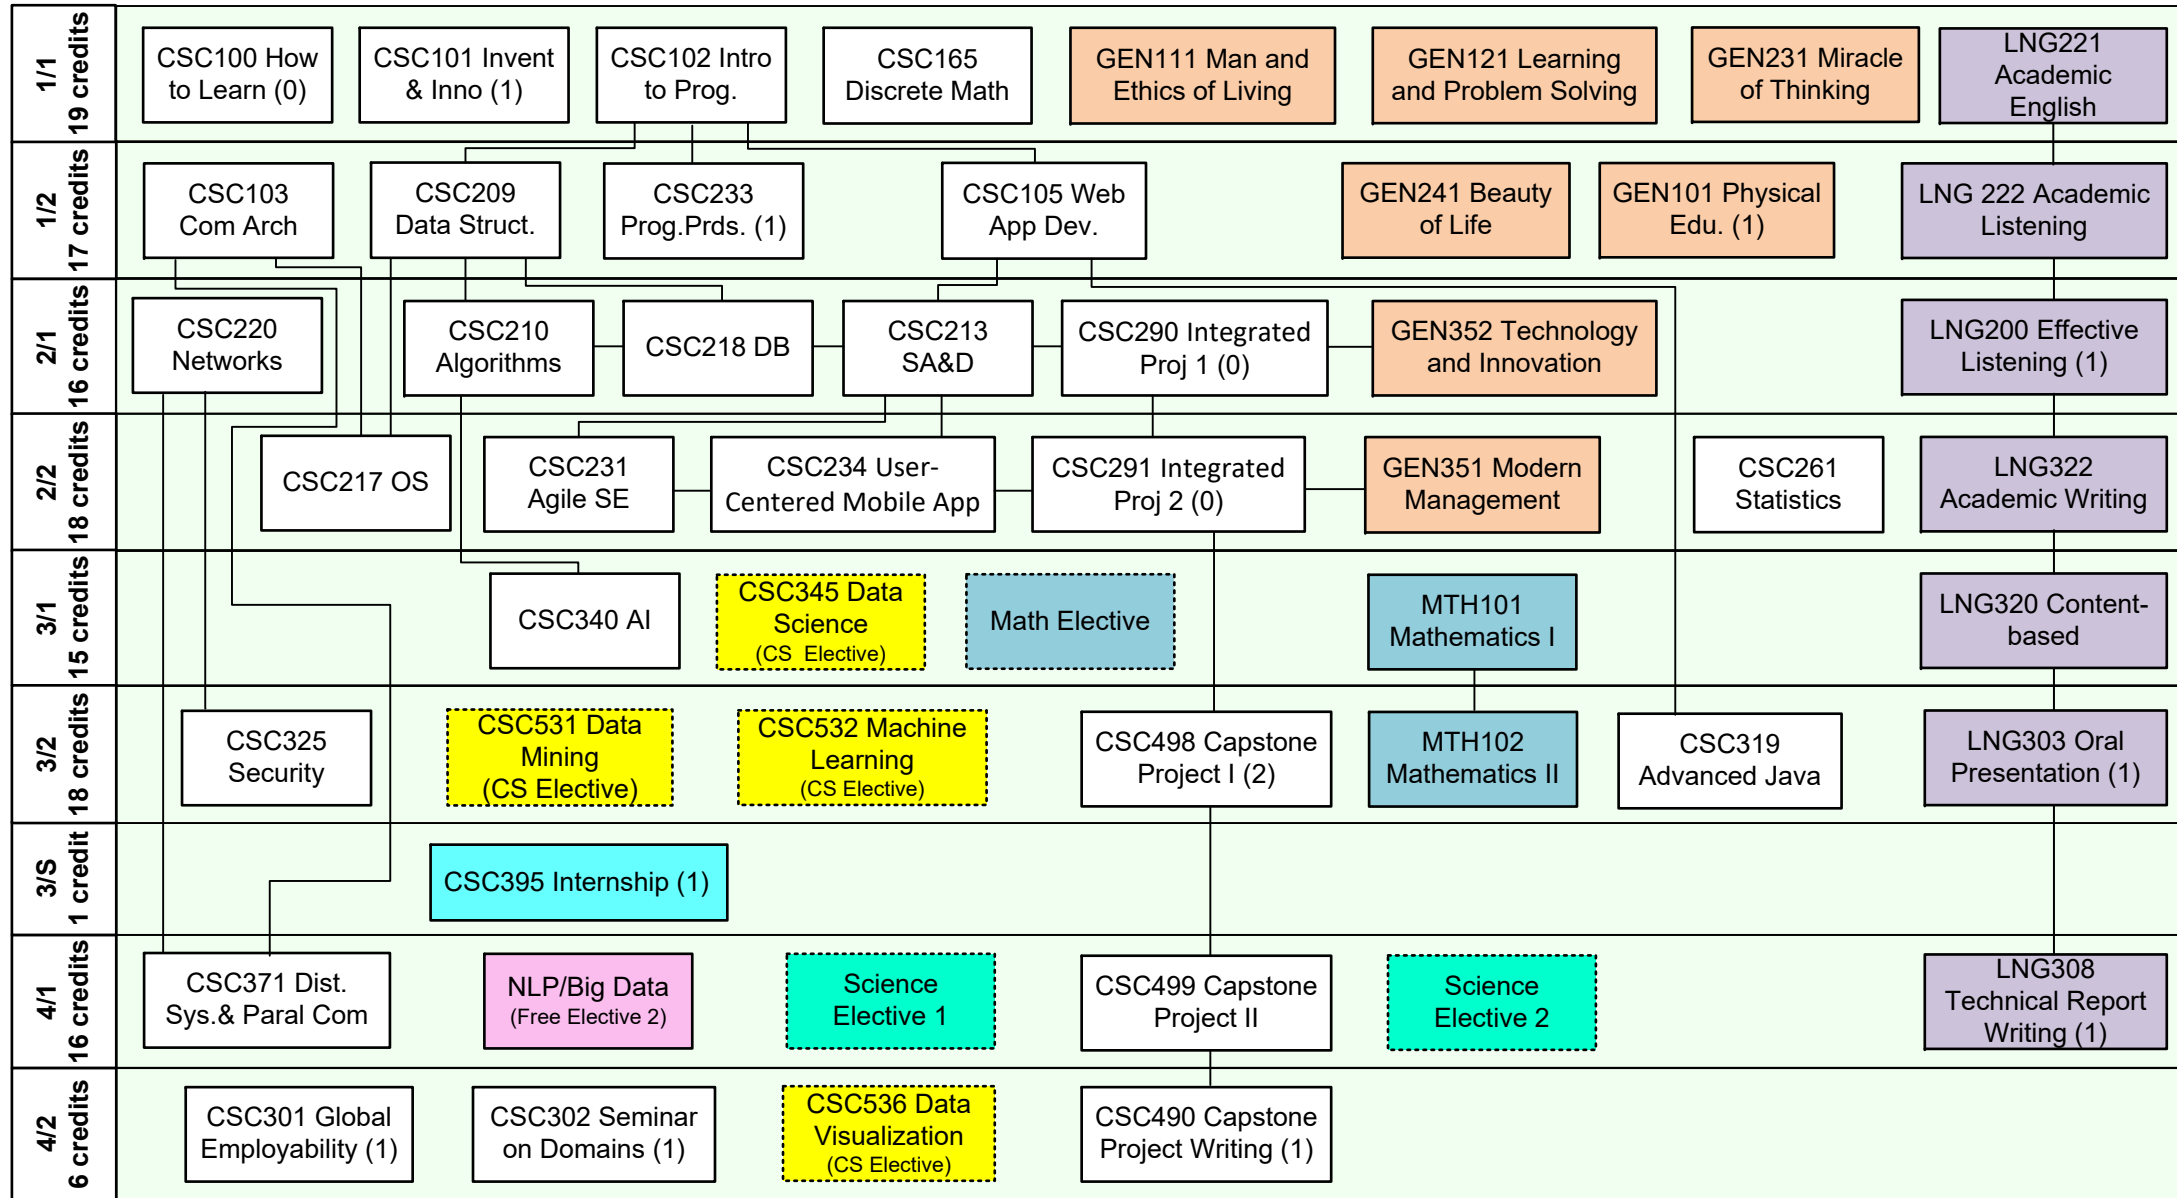 1/1
19 credits
CSC100 How
to Learn (0)
CSC101 Invent
& Inno (1)
CSC102 Intro
to Prog.
CSC165
Discrete Math
GEN111 Man and
Ethics of Living
GEN121 Learning
and Problem Solving
GEN231 Miracle
of Thinking
LNG221
Academic
English
1/2
17 credits
CSC103
Com Arch
CSC209
Data Struct.
CSC233
Prog.Prds. (1)
CSC105 Web
App Dev.
GEN241 Beauty
of Life
GEN101 Physical
Edu. (1)
LNG 222 Academic
Listening
2/1
16 credits
CSC220
Networks
CSC210
Algorithms
CSC218 DB
CSC213
SA&D
CSC290 Integrated
Proj 1 (0)
GEN352 Technology
and Innovation
LNG200 Effective
Listening (1)
2/2
18 credits
CSC217 OS
CSC231
Agile SE
CSC234 User-
Centered Mobile App
CSC291 Integrated
Proj 2 (0)
GEN351 Modern
Management
CSC261
Statistics
LNG322
Academic Writing
3/1
15 credits
CSC340 AI
CSC345 Data
Science
(CS Elective)
Math Elective
MTH101
Mathematics I
LNG320 Content-
based
3/2
18 credits
CSC325
Security
CSC531 Data
Mining
(CS Elective)
CSC532 Machine
Learning
(CS Elective)
CSC498 Capstone
Project I (2)
MTH102
Mathematics II
CSC319
Advanced Java
LNG303 Oral
Presentation (1)
3/S
1 credit
CSC395 Internship (1)
4/1
16 credits
CSC371 Dist.
Sys.& Paral Com
NLP/Big Data
(Free Elective 2)
Science
Elective 1
CSC499 Capstone
Project II
Science
Elective 2
LNG308
Technical Report
Writing (1)
4/2
6 credits
CSC301 Global
Employability (1)
CSC302 Seminar
on Domains (1)
CSC536 Data
Visualization
(CS Elective)
CSC490 Capstone
Project Writing (1)